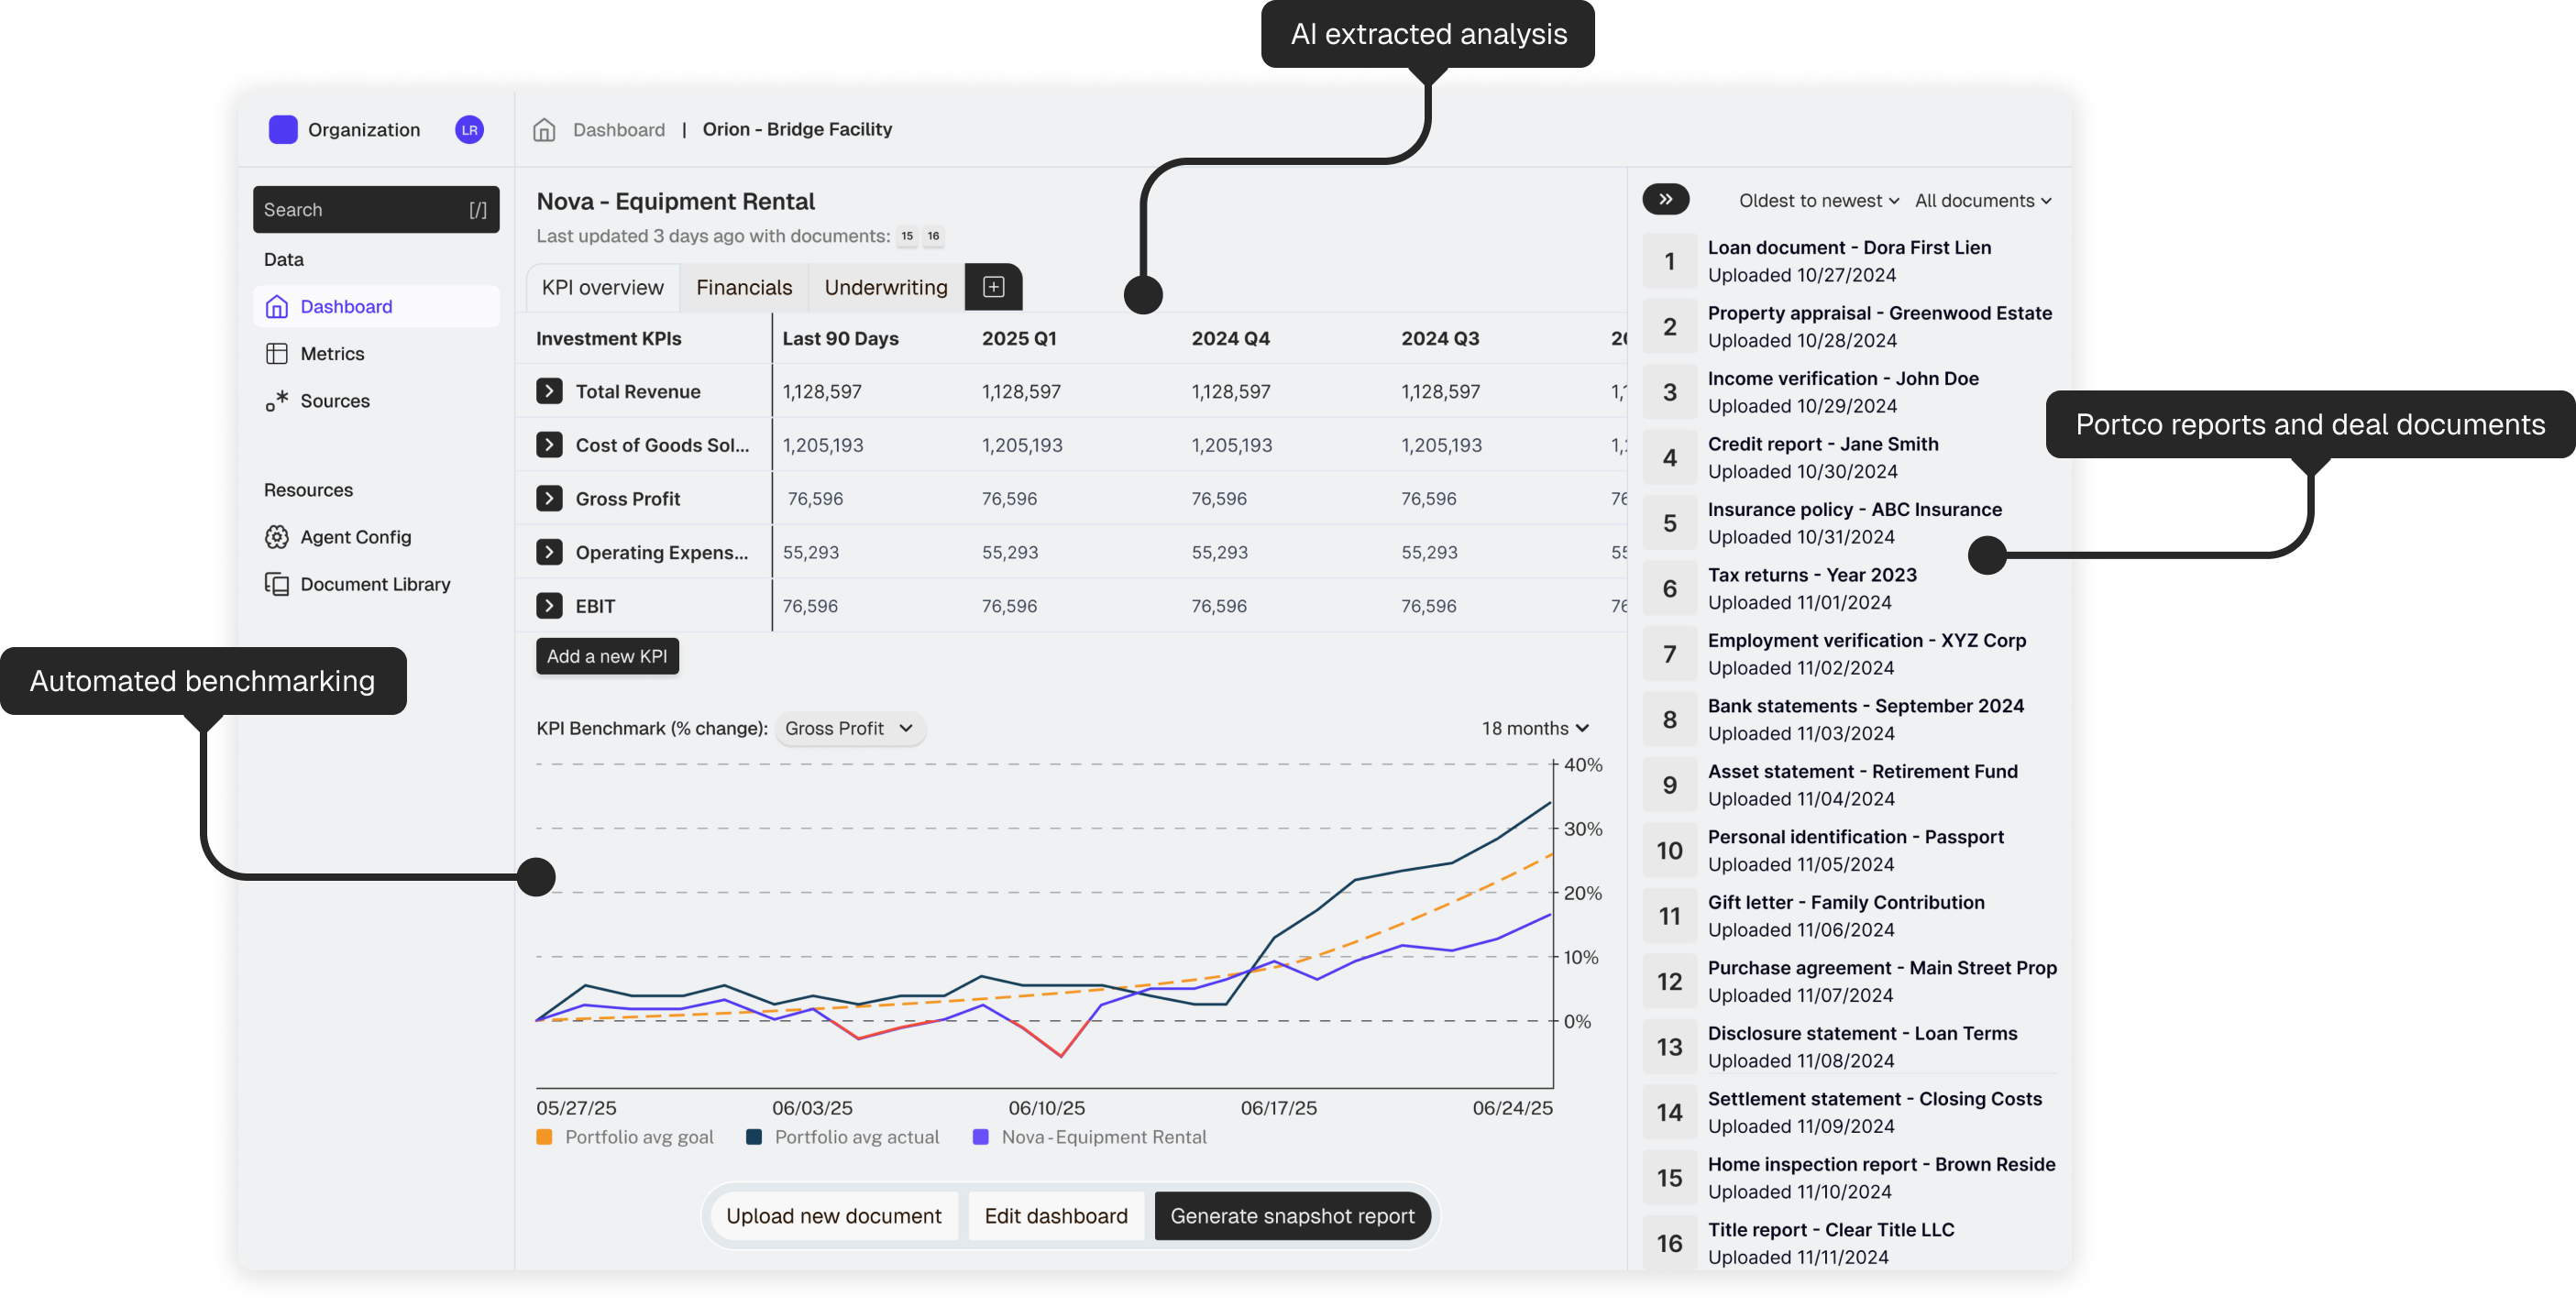 AI extracted analysis
Organization LR
Dashboard | Orion - Bridge Facility
Search [/]
Data
Dashboard
Metrics
Sources
Resources
Agent Config
Document Library
Nova - Equipment Rental
Last updated 3 days ago with documents: 15 16
KPI overview Financials Underwriting
Investment KPIs Last 90 Days 2025 Q1 2024 Q4 2024 Q3 20
Total Revenue 1,128,597 1,128,597 1,128,597 1,128,597 1,1
Cost of Goods Sol... 1,205,193 1,205,193 1,205,193 1,205,193 1,2
Gross Profit 76,596 76,596 76,596 76,596 76
Operating Expens... 55,293 55,293 55,293 55,293 55
EBIT 76,596 76,596 76,596 76,596 76
Add a new KPI
Automated benchmarking
KPI Benchmark (% change): Gross Profit 18 months
40%
30%
20%
10%
0%
05/27/25 06/03/25 06/10/25 06/17/25 06/24/25
Portfolio avg goal Portfolio avg actual Nova - Equipment Rental
Upload new document Edit dashboard Generate snapshot report
Oldest to newest All documents
1 Loan document - Dora First Lien
Uploaded 10/27/2024
2 Property appraisal - Greenwood Estate
Uploaded 10/28/2024
3 Income verification - John Doe
Uploaded 10/29/2024
4 Credit report - Jane Smith
Uploaded 10/30/2024
5 Insurance policy - ABC Insurance
Uploaded 10/31/2024
6 Tax returns - Year 2023
Uploaded 11/01/2024
7 Employment verification - XYZ Corp
Uploaded 11/02/2024
8 Bank statements - September 2024
Uploaded 11/03/2024
9 Asset statement - Retirement Fund
Uploaded 11/04/2024
10 Personal identification - Passport
Uploaded 11/05/2024
11 Gift letter - Family Contribution
Uploaded 11/06/2024
12 Purchase agreement - Main Street Prop
Uploaded 11/07/2024
13 Disclosure statement - Loan Terms
Uploaded 11/08/2024
14 Settlement statement - Closing Costs
Uploaded 11/09/2024
15 Home inspection report - Brown Reside
Uploaded 11/10/2024
16 Title report - Clear Title LLC
Uploaded 11/11/2024
Portco reports and deal documents